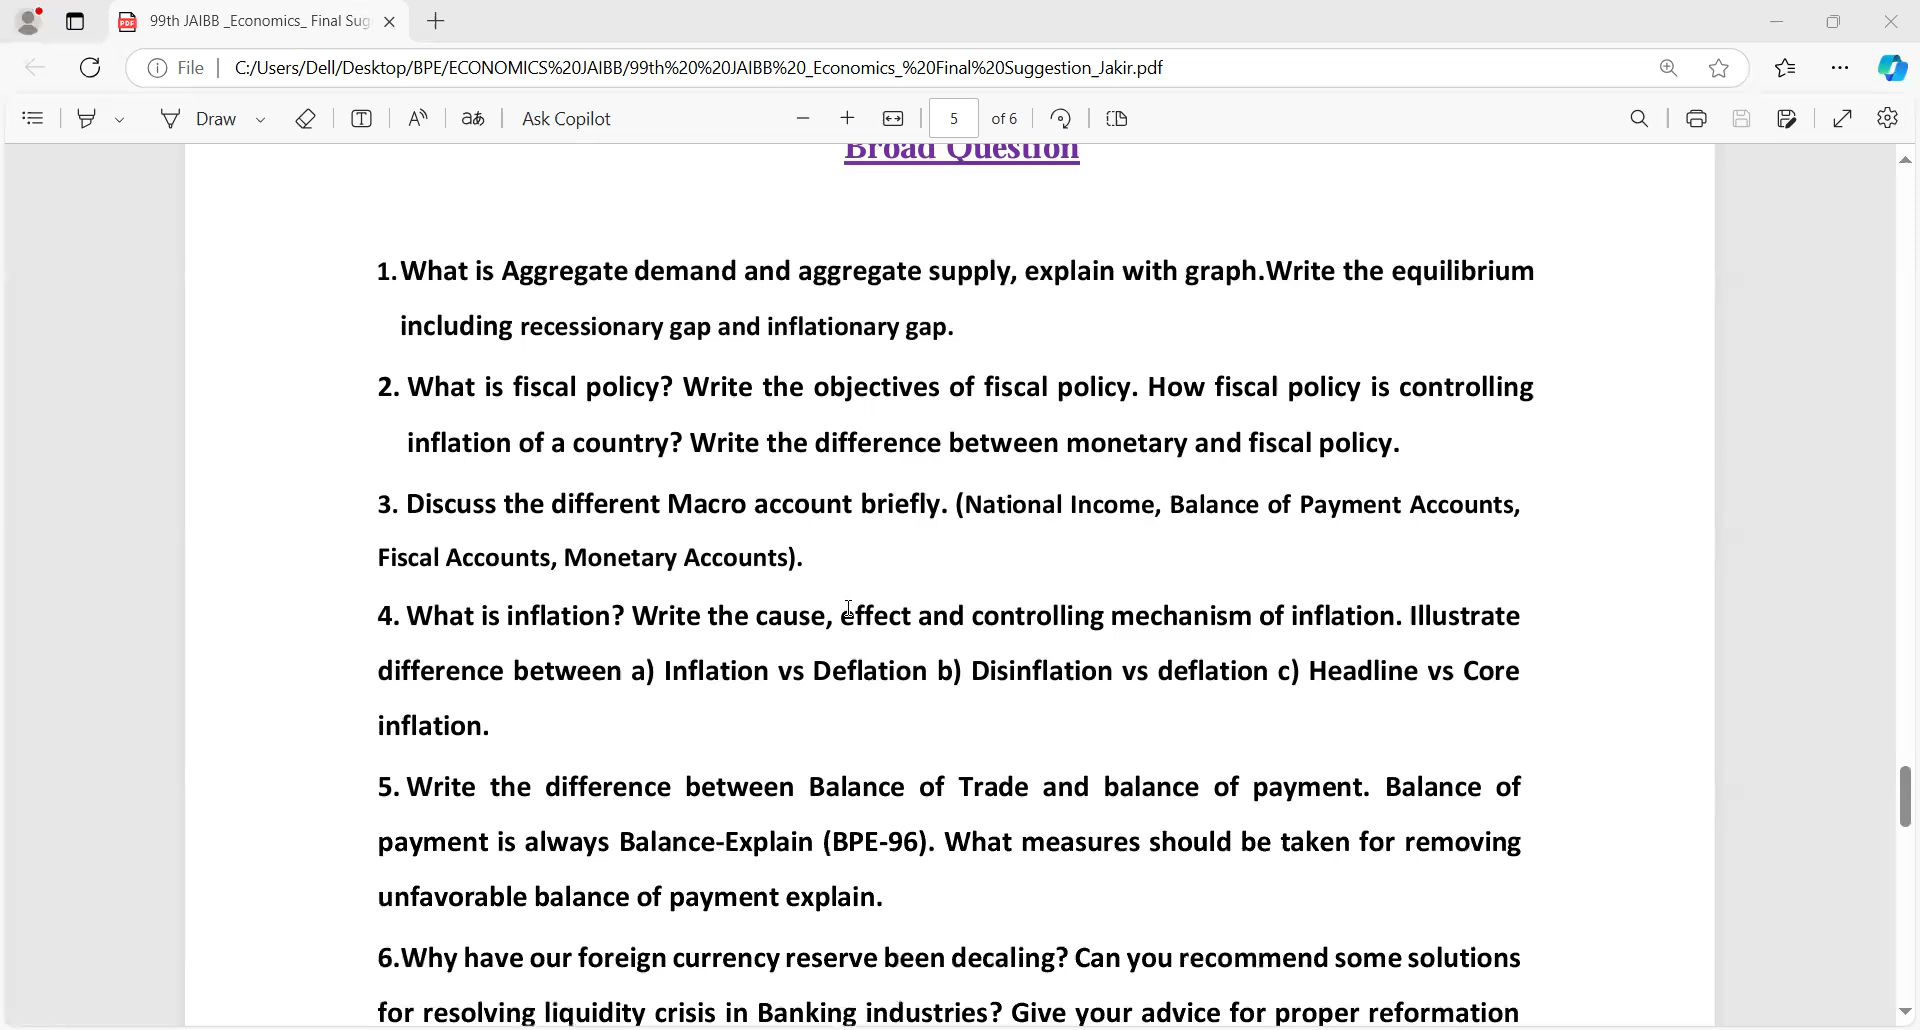 99th JAIBB _Economics_ Final Sug
File
C:/Users/Dell/Desktop/BPE/ECONOMICS%20JAIBB/99th%20%20JAIBB%20_Economics_%20Final%20Suggestion_Jakir.pdf
Draw
Ask Copilot
5 of 6
Broad Question
1.What is Aggregate demand and aggregate supply, explain with graph.Write the equilibrium
including recessionary gap and inflationary gap.
2. What is fiscal policy? Write the objectives of fiscal policy. How fiscal policy is controlling
inflation of a country? Write the difference between monetary and fiscal policy.
3. Discuss the different Macro account briefly. (National Income, Balance of Payment Accounts,
Fiscal Accounts, Monetary Accounts).
4. What is inflation? Write the cause, effect and controlling mechanism of inflation. Illustrate
difference between a) Inflation vs Deflation b) Disinflation vs deflation c) Headline vs Core
inflation.
5. Write the difference between Balance of Trade and balance of payment. Balance of
payment is always Balance-Explain (BPE-96). What measures should be taken for removing
unfavorable balance of payment explain.
6.Why have our foreign currency reserve been decaling? Can you recommend some solutions
for resolving liquidity crisis in Banking industries? Give your advice for proper reformation